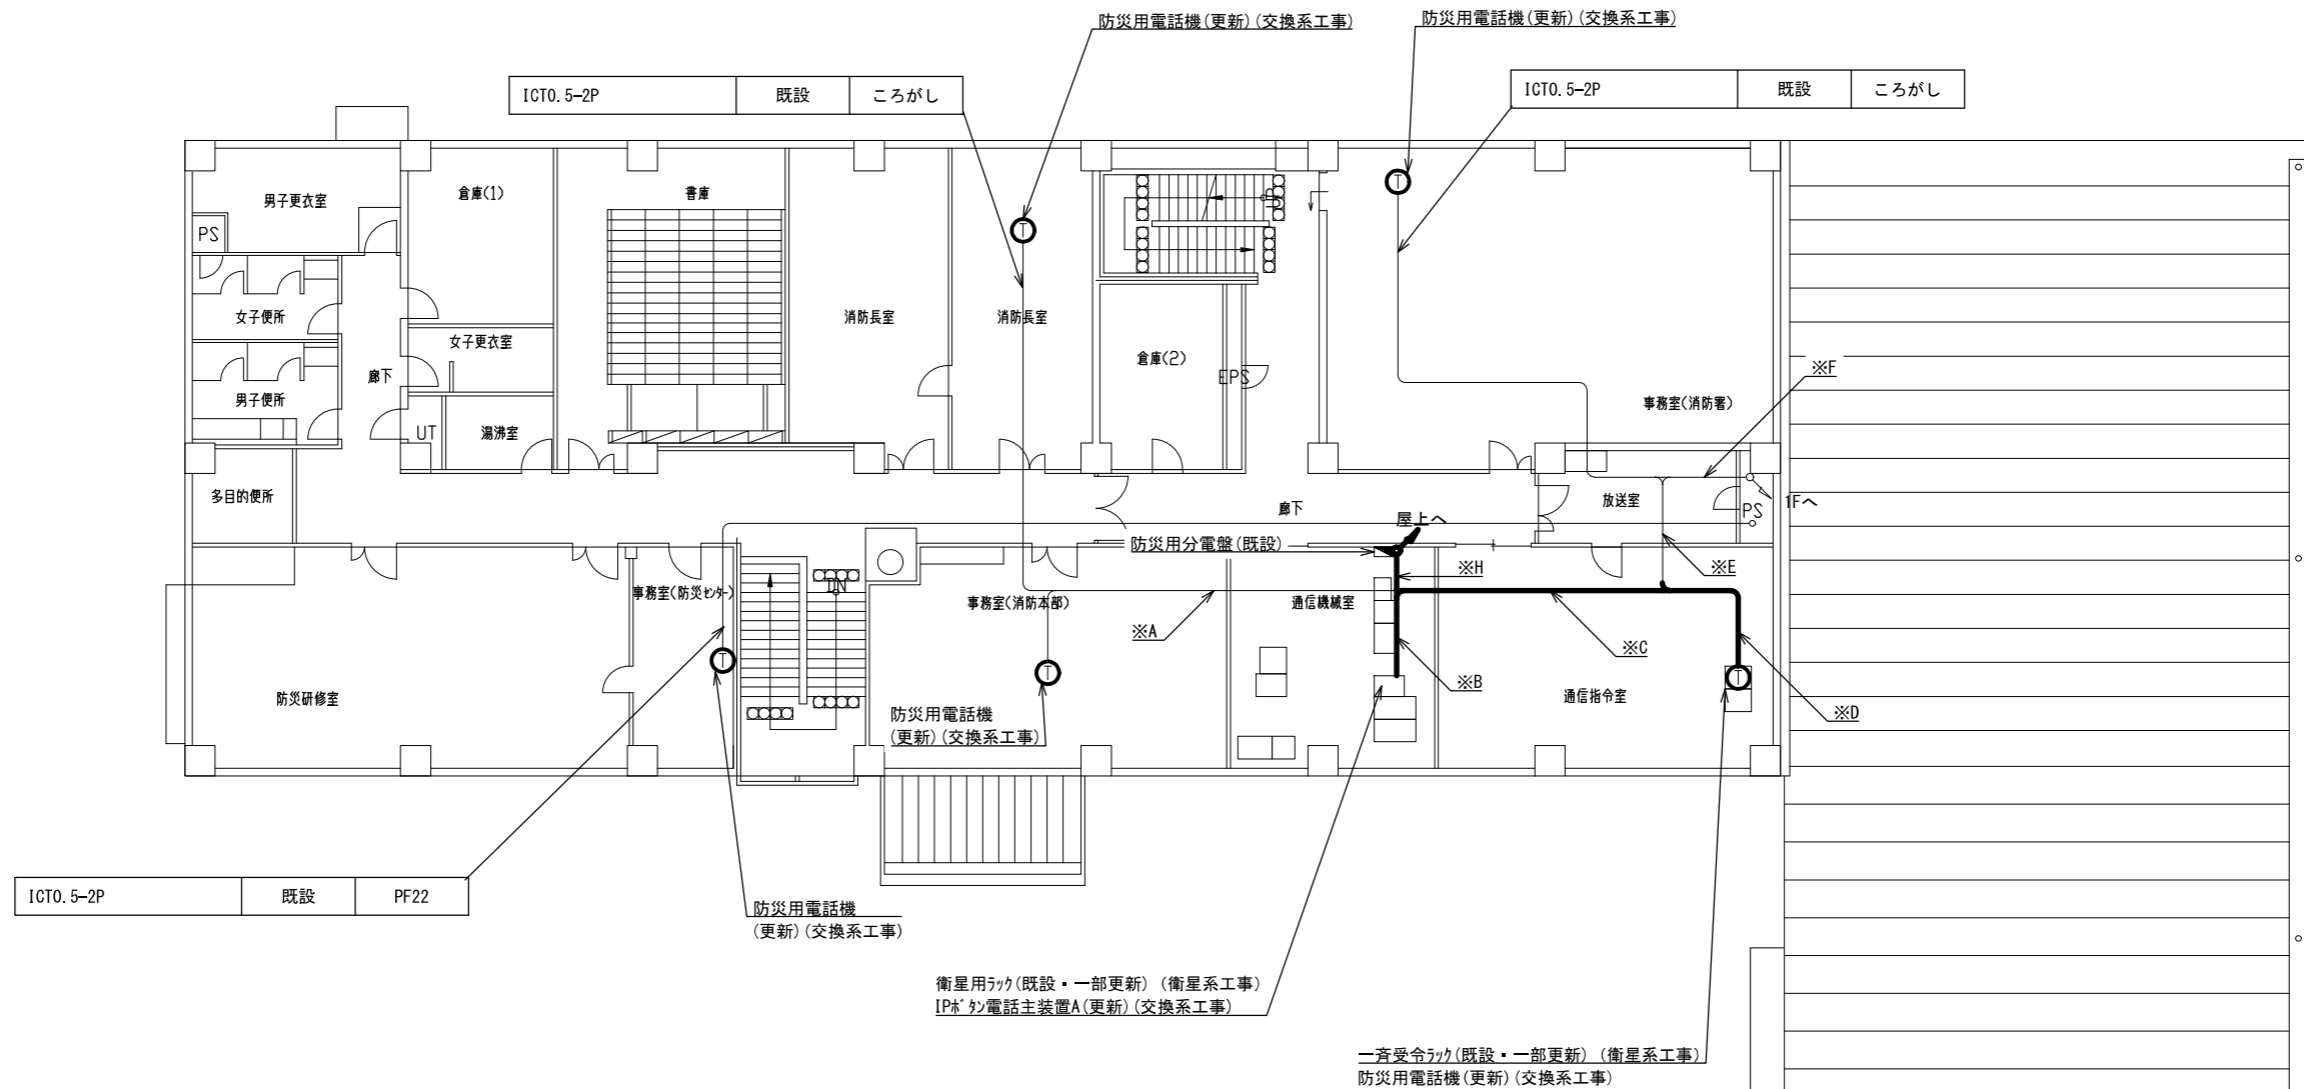 防災用電話機(更新)(交換系工事)
防災用電話機(更新)(交換系工事)
ICT0.5-2P 既設 ころがし
ICT0.5-2P 既設 ころがし
男子更衣室
倉庫(1)
書庫
PS
T
T
UP
女子便所
消防長室
消防長室
女子更衣室
倉庫(2)
EPS
廊下
※F
男子便所
事務室(消防署)
UT
湯沸室
多目的便所
放送室
1Fへ
PS
廊下
屋上へ
防災用分電盤(既設)
※E
※H
事務室(防災センター)
DN
事務室(消防本部)
通信機械室
※A
※C
T
T
T
※B
防災研修室
通信指令室
※D
防災用電話機
(更新)(交換系工事)
ICT0.5-2P 既設 PF22
防災用電話機
(更新)(交換系工事)
衛星用ラック(既設・一部更新) (衛星系工事)
IPボタン電話主装置A(更新)(交換系工事)
一斉受令ラック(既設・一部更新) (衛星系工事)
防災用電話機(更新)(交換系工事)